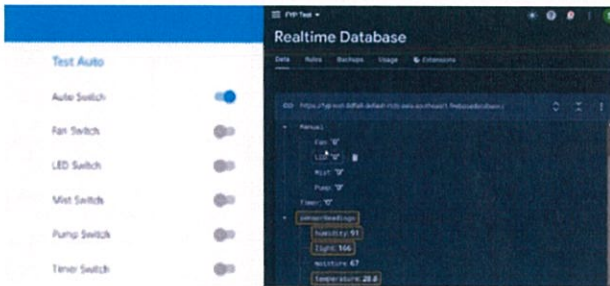 Test Auto
Auto Switch
Fan Switch
LED Switch
Mist Switch
Pump Switch
Timer Switch
FYP Test
Realtime Database
Data Rules Backups Usage Extensions
Manual
Fan: "0"
LED: "0"
Mist: "0"
Pump: "0"
Timer: "0"
sensorReadings
humidity: 91
light: 166
moisture: 67
temperature: 28.8